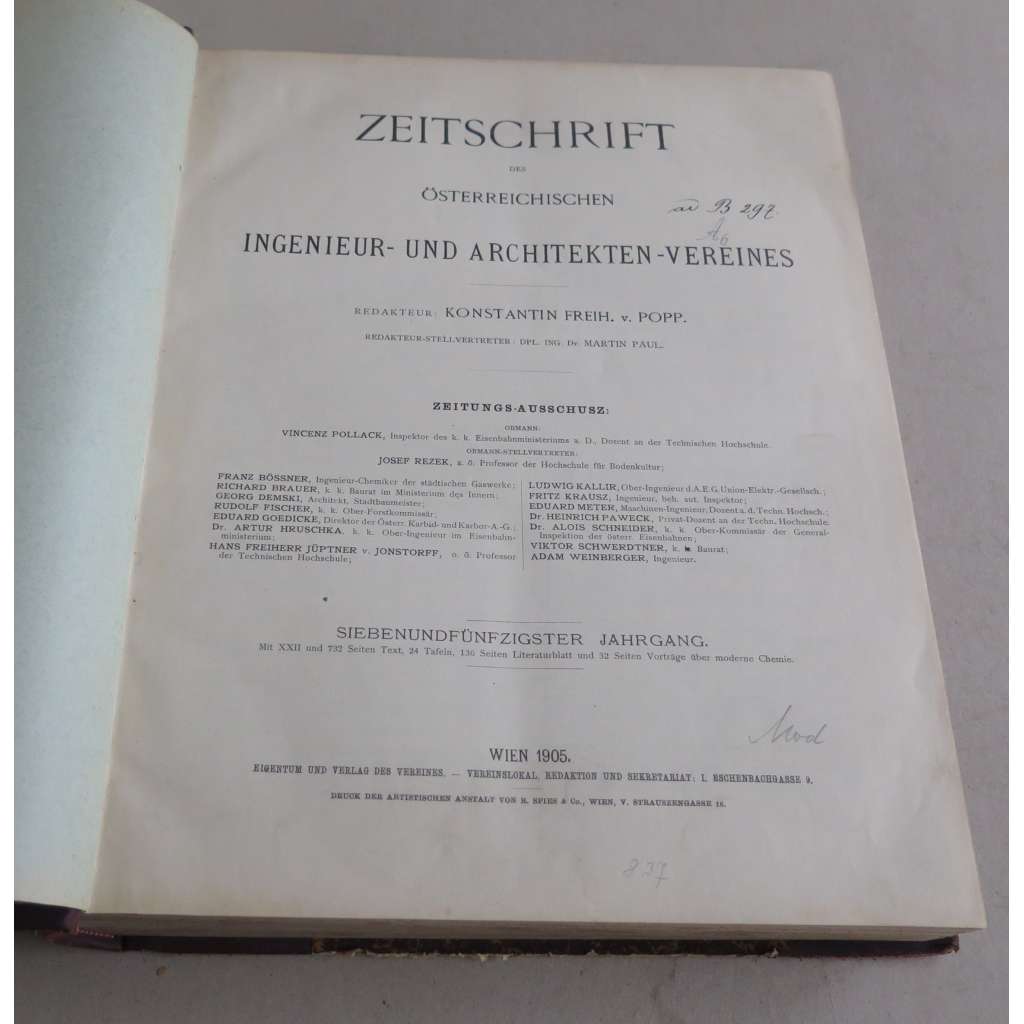 ZEITSCHRIFT
DES
ÖSTERREICHISCHEN
B 297.
INGENIEUR- UND ARCHITEKTEN-VEREINES
REDAKTEUR: KONSTANTIN FREIH. v. POPP.
REDAKTEUR-STELLVERTRETER: DPL. ING. Dr. MARTIN PAUL.
ZEITUNGS-AUSSCHUSZ:
OBMANN:
VINCENZ POLLACK, Inspektor des k. k. Eisenbahnministeriums a. D., Dozent an der Technischen Hochschule.
OBMANN-STELLVERTRETER:
JOSEF REZEK, a. ö. Professor der Hochschule für Bodenkultur;
FRANZ BÖSSNER, Ingenieur-Chemiker der städtischen Gaswerke;
RICHARD BRAUER, k. k. Baurat im Ministerium des Innern;
GEORG DEMSKI, Architekt, Stadtbaumeister;
RUDOLF FISCHER, k. k. Ober-Forstkommissär;
EDUARD GOEDICKE, Direktor der Österr. Karbid- und Karbor.-A.-G.;
Dr. ARTUR HRUSCHKA, k. k. Ober-Ingenieur im Eisenbahn-
ministerium;
HANS FREIHERR JÜPTNER v. JONSTORFF, o. ö. Professor
der Technischen Hochschule;
LUDWIG KALLIR, Ober-Ingenieur d. A. E. G. Union-Elektr.-Gesellsch.;
FRITZ KRAUSZ, Ingenieur, beh. aut. Inspektor;
EDUARD METER, Maschinen-Ingenieur, Dozent a. d. Techn. Hochsch.;
Dr. HEINRICH PAWECK, Privat-Dozent an der Techn. Hochschule.
Dr. ALOIS SCHNEIDER, k. k. Ober-Kommissär der General-
Inspektion der österr. Eisenbahnen;
VIKTOR SCHWERDTNER, k. k. Baurat;
ADAM WEINBERGER, Ingenieur.
SIEBENUNDFÜNFZIGSTER JAHRGANG.
Mit XXII und 732 Seiten Text, 24 Tafeln, 136 Seiten Literaturblatt und 32 Seiten Vorträge über moderne Chemie.
WIEN 1905.
EIGENTUM UND VERLAG DES VEREINES. — VEREINSLOKAL, REDAKTION UND SEKRETARIAT: I. ESCHENBACHGASSE 9.
DRUCK DER ARTISTISCHEN ANSTALT VON R. SPIES & Co., WIEN, V. STRAUSZENGASSE 16.
837